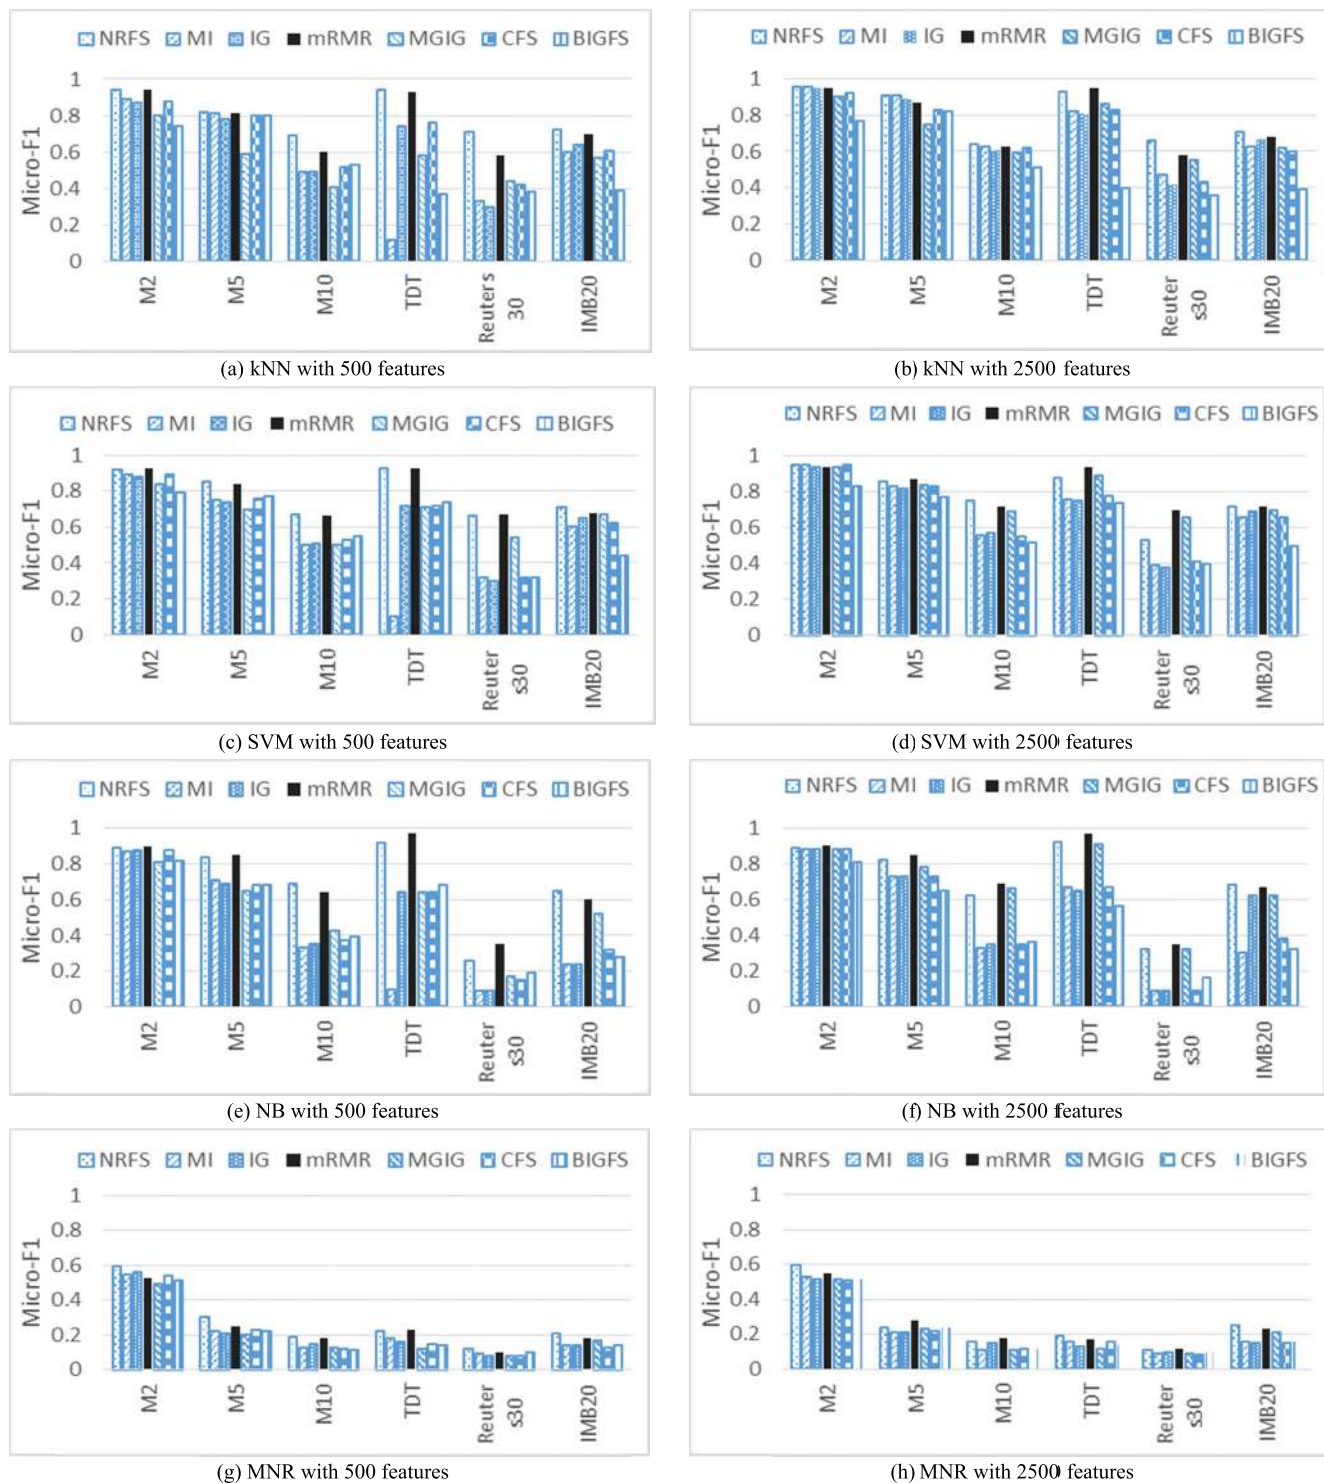 NRFS MI IG mRMR MGIG CFS BIGFS
Micro-F1
1
0.8
0.6
0.4
0.2
0
M2
M5
M10
TDT
Reuter s
30
IMB20
(a) kNN with 500 features
NRFS MI IG mRMR MGIG CFS BIGFS
Micro-F1
1
0.8
0.6
0.4
0.2
0
M2
M5
M10
TDT
Reuter
s30
IMB20
(b) kNN with 2500 features
NRFS MI IG mRMR MGIG CFS BIGFS
Micro-F1
1
0.8
0.6
0.4
0.2
0
M2
M5
M10
TDT
Reuter
s30
IMB20
(c) SVM with 500 features
NRFS MI IG mRMR MGIG CFS BIGFS
Micro-F1
1
0.8
0.6
0.4
0.2
0
M2
M5
M10
TDT
Reuter
s30
IMB20
(d) SVM with 2500 features
NRFS MI IG mRMR MGIG CFS BIGFS
Micro-F1
1
0.8
0.6
0.4
0.2
0
M2
M5
M10
TDT
Reuter
s30
IMB20
(e) NB with 500 features
NRFS MI IG mRMR MGIG CFS BIGFS
Micro-F1
1
0.8
0.6
0.4
0.2
0
M2
M5
M10
TDT
Reuter
s30
IMB20
(f) NB with 2500 features
NRFS MI IG mRMR MGIG CFS BIGFS
Micro-F1
1
0.8
0.6
0.4
0.2
0
M2
M5
M10
TDT
Reuter
s30
IMB20
(g) MNR with 500 features
NRFS MI IG mRMR MGIG CFS BIGFS
Micro-F1
1
0.8
0.6
0.4
0.2
0
M2
M5
M10
TDT
Reuter
s30
IMB20
(h) MNR with 2500 features